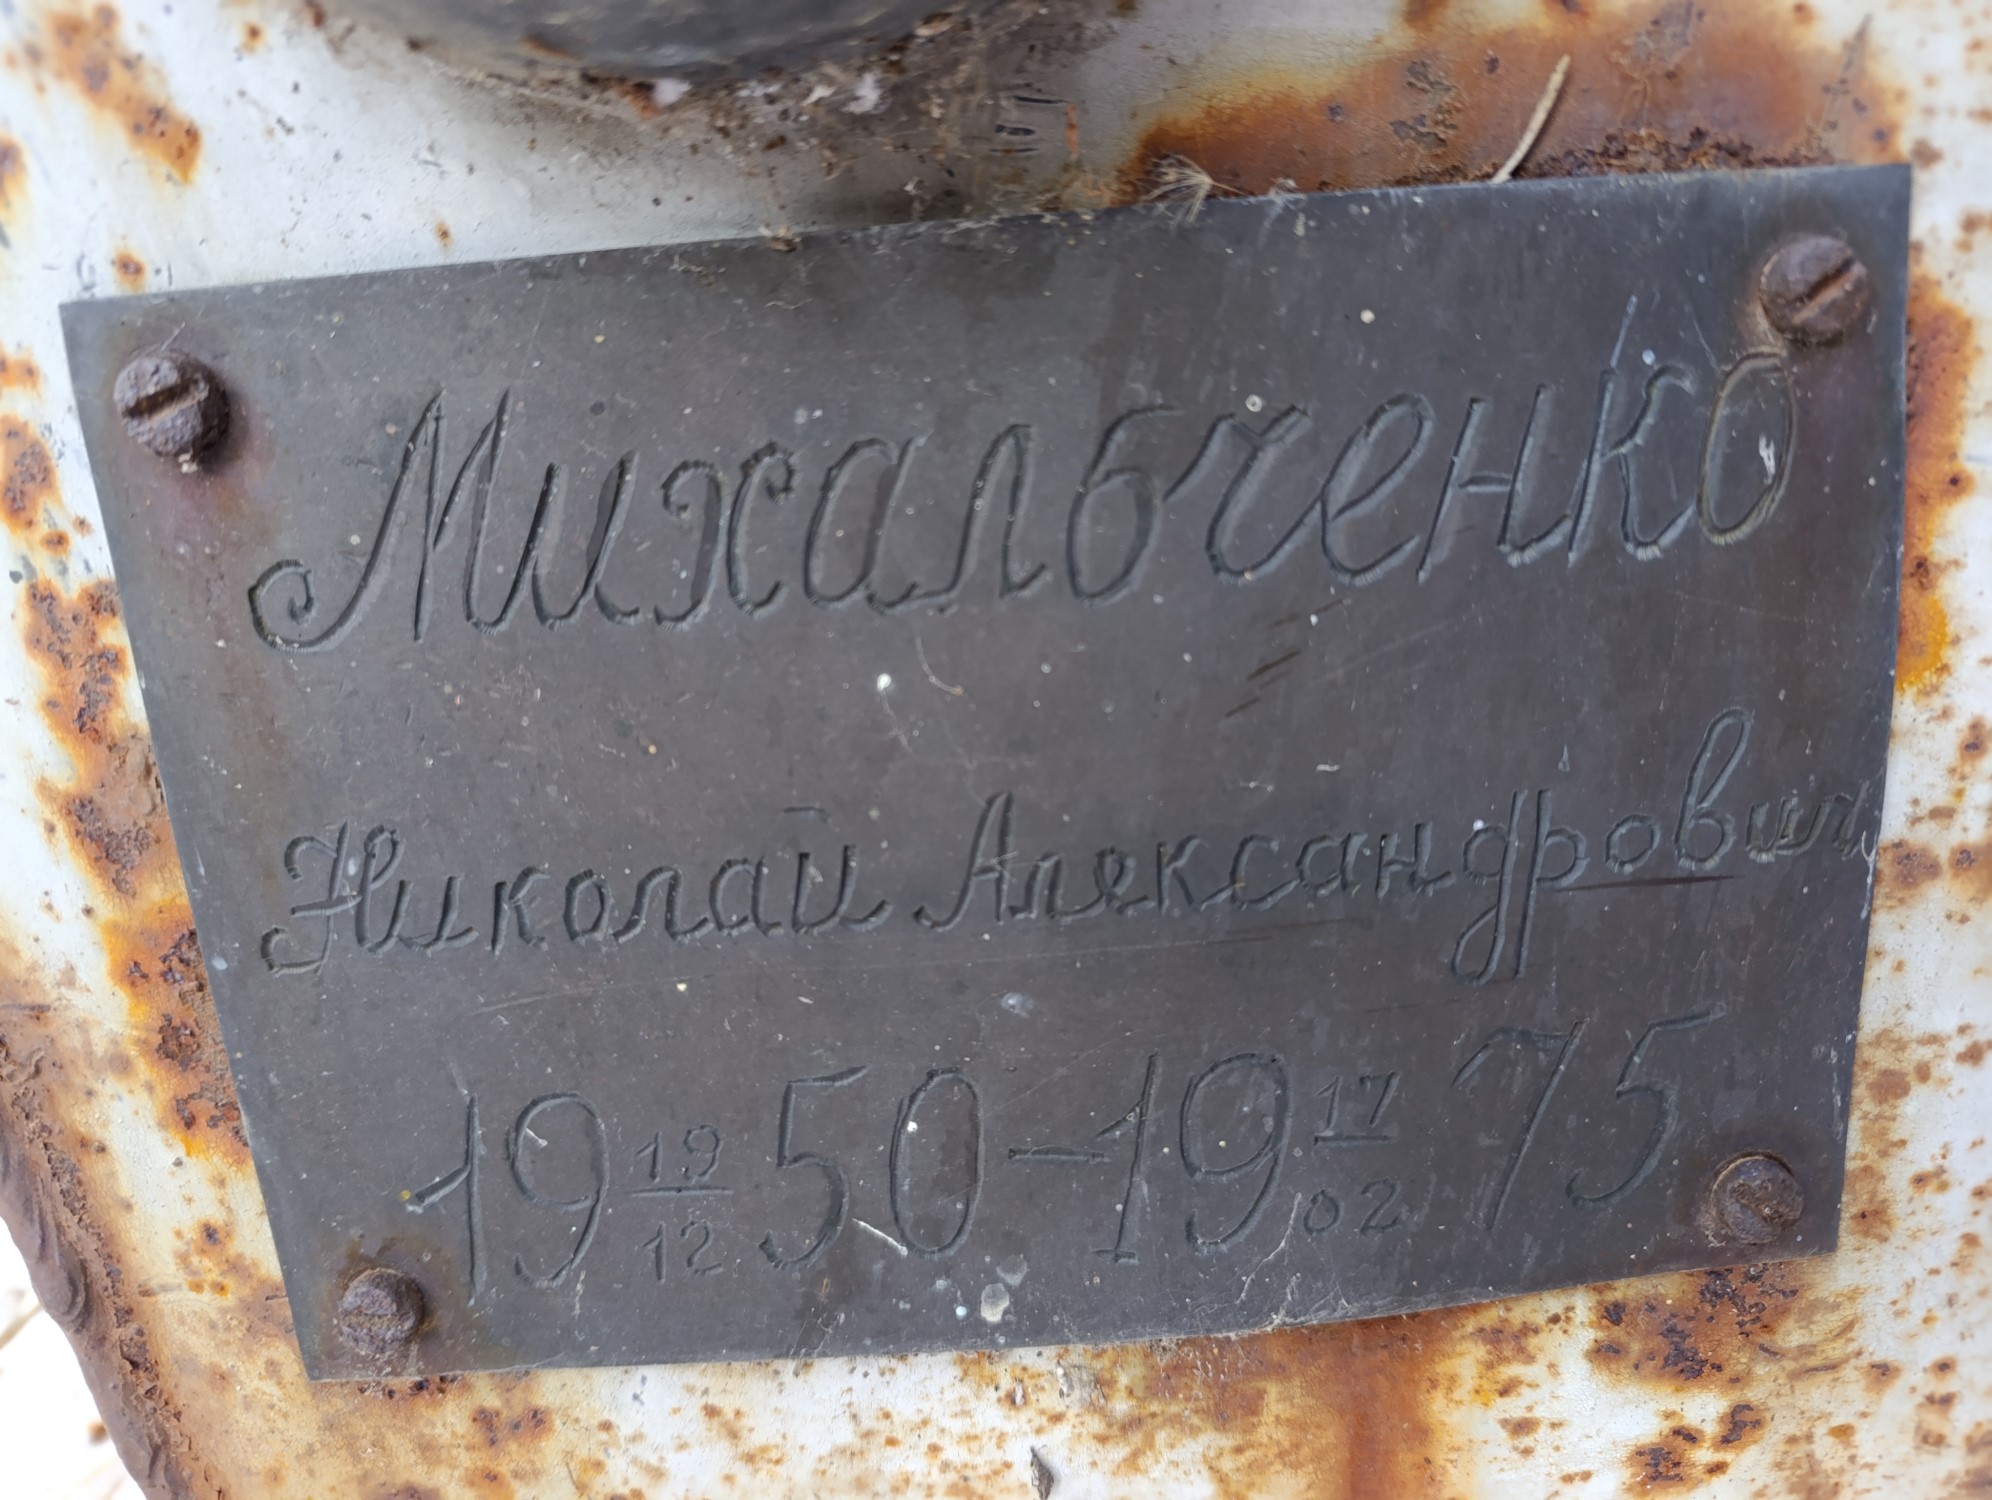 Михальченко
Николай Александрович
19 19/12 50 - 19 17/02 75